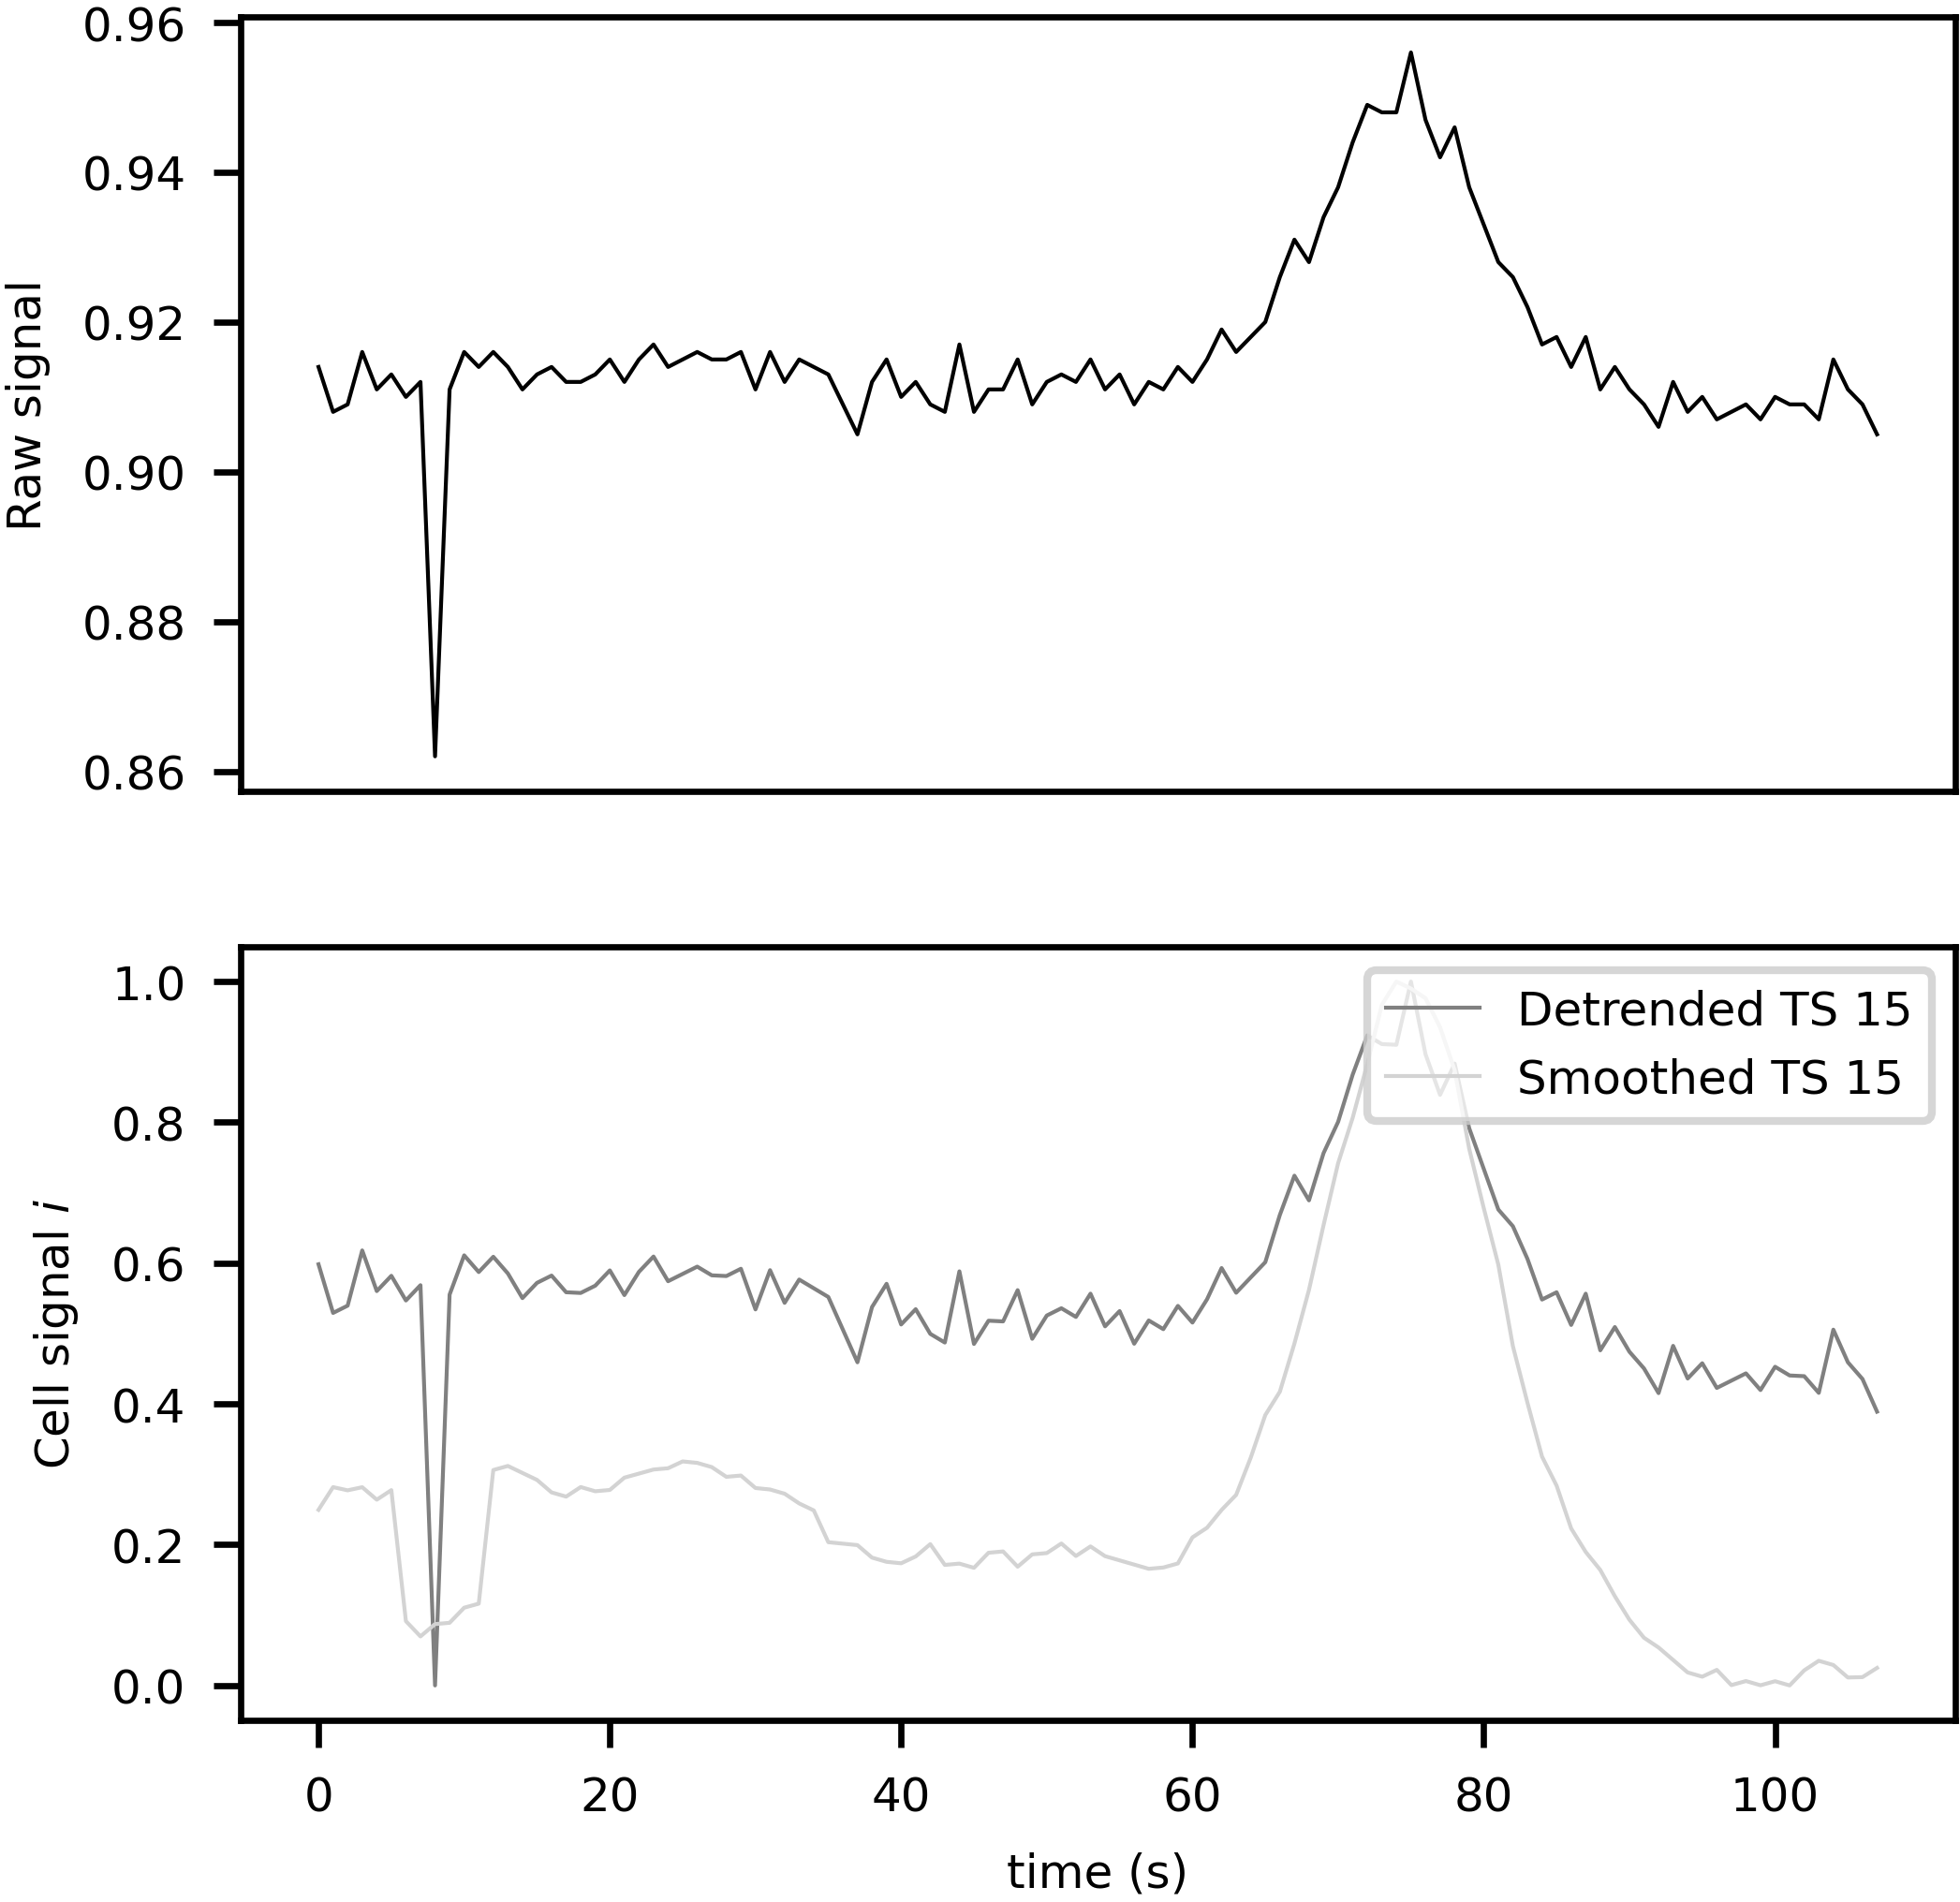 Raw signal
0.96
0.94
0.92
0.90
0.88
0.86
Cell signal i
1.0
0.8
0.6
0.4
0.2
0.0
Detrended TS 15
Smoothed TS 15
0 20 40 60 80 100
time (s)